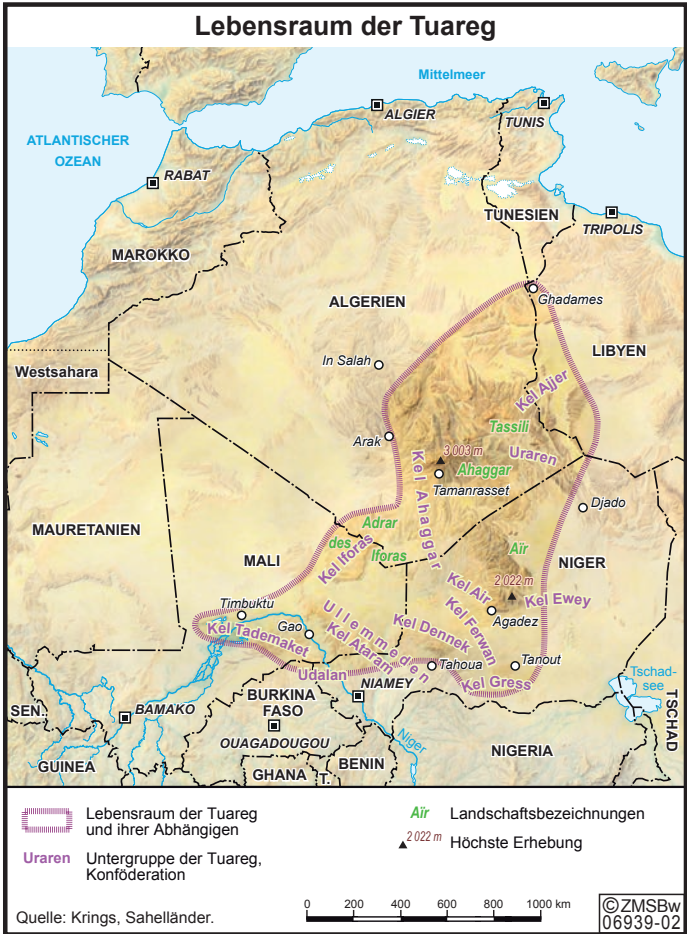 Lebensraum der Tuareg
Mittelmeer
ALGIER
TUNIS
ATLANTISCHER
OZEAN
RABAT
TUNESIEN
TRIPOLIS
MAROKKO
ALGERIEN
Ghadames
LIBYEN
In Salah
Westsahara
Kel Ajjer
Tassili
Arak
3 003 m
Uraren
Ahaggar
Kel Ahaggar
Tamanrasset
Djado
MAURETANIEN
Adrar
des
Iforas
Kel Iforas
MALI
Aïr
NIGER
2 022 m
Kel Air
Kel Ewey
Timbuktu
Agadez
Kel Ferwan
Gao
Ullemmeden
Kel Dennek
Kel Tademaket
Kel Ataram
Tahoua
Tanout
Udalan
Kel Gress
Tschad-
see
NIAMEY
BURKINA
FASO
SEN.
BAMAKO
TSCHAD
OUAGADOUGOU
Niger
NIGERIA
GUINEA
BENIN
GHANA
T.
Lebensraum der Tuareg
und ihrer Abhängigen
Aïr Landschaftsbezeichnungen
2 022 m Höchste Erhebung
Uraren Untergruppe der Tuareg,
Konföderation
Quelle: Krings, Sahelländer.
0 200 400 600 800 1000 km
©ZMSBw
06939-02